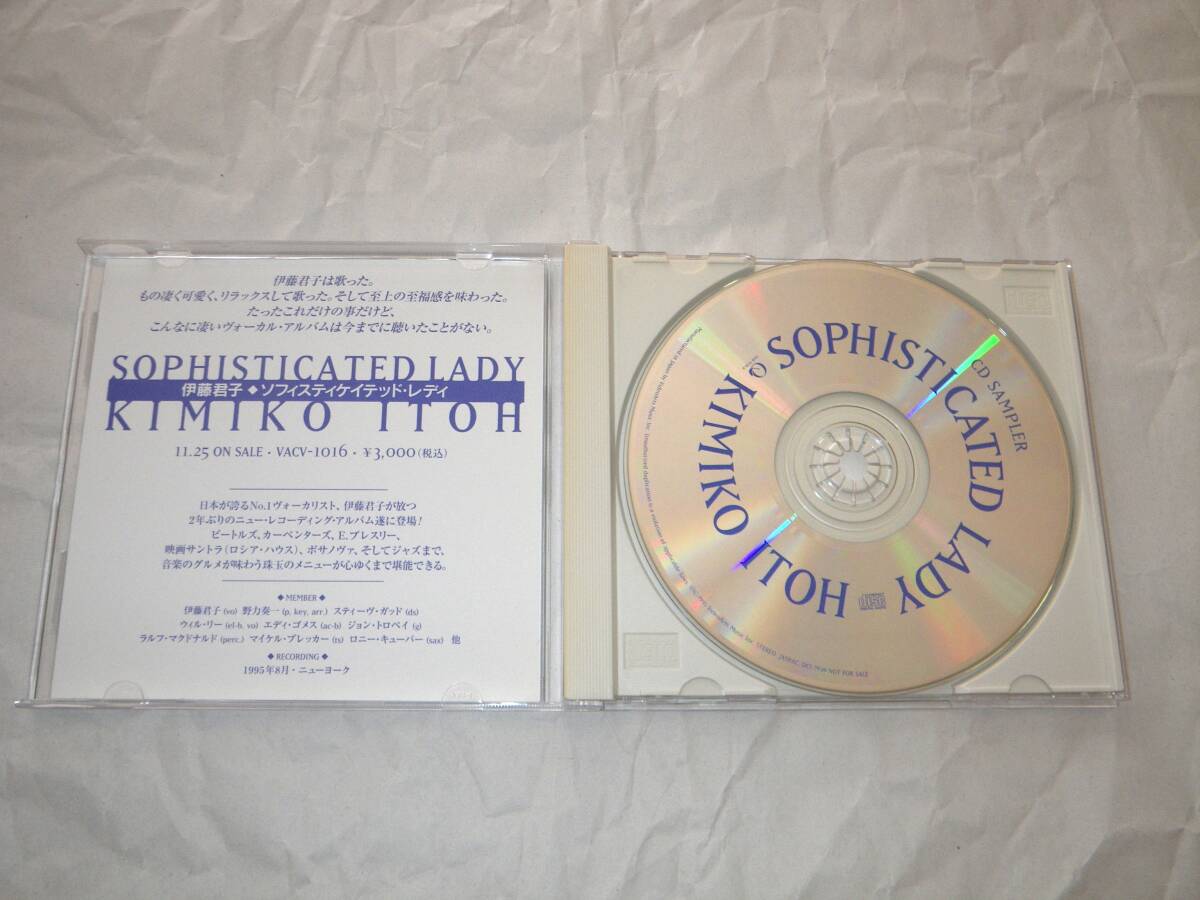 伊藤君子は歌った。
もの凄く可愛く、リラックスして歌った。そして至上の至福感を味わった。
たったこれだけの事だけど、
こんなに凄いヴォーカル・アルバムは今までに聴いたことがない。
SOPHISTICATED LADY
伊藤君子◆ソフィスティケイテッド・レディ
KIMIKO ITOH
11.25 ON SALE・VACV-1016・¥3,000(税込)
日本が誇るNo.1ヴォーカリスト、伊藤君子が放つ
2年ぶりのニュー・レコーディング・アルバム遂に登場!
ビートルズ、カーペンターズ、E.プレスリー、
映画サントラ(ロシア・ハウス)、ボサノヴァ、そしてジャズまで、
音楽のグルメが味わう珠玉のメニューが心ゆくまで堪能できる。
◆MEMBER◆
伊藤君子(vo) 野力奏一(p, key, arr.) スティーヴ・ガッド(ds)
ウィル・リー(el-b, vo) エディ・ゴメス(ac-b) ジョン・トロペイ(g)
ラルフ・マクドナルド(perc.) マイケル・ブレッカー(ts) ロニー・キューバー(sax) 他
◆RECORDING◆
1995年8月・ニューヨーク
SOPHISTICATED LADY
KIMIKO ITOH
CD SAMPLER
STEREO
NOT FOR SALE